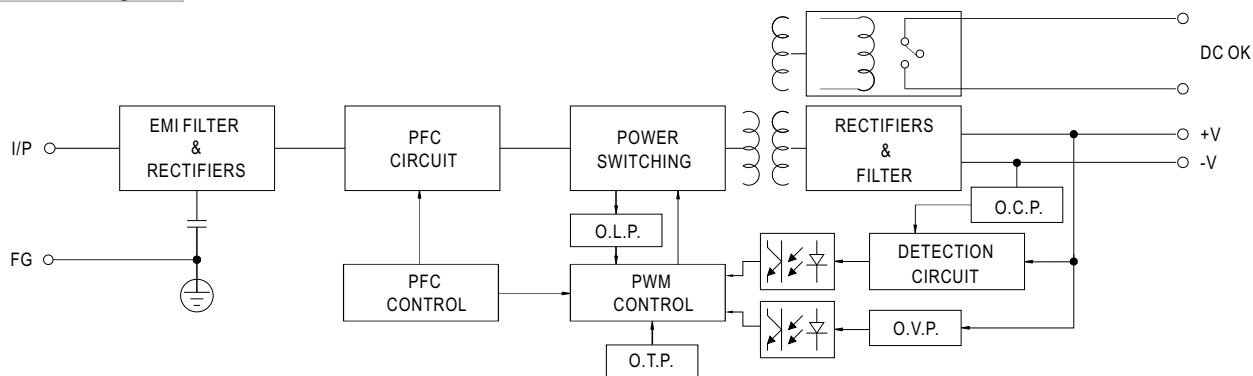 DC OK
I/P
EMI FILTER
&
RECTIFIERS
PFC
CIRCUIT
POWER
SWITCHING
RECTIFIERS
&
FILTER
+V
-V
O.C.P.
O.L.P.
DETECTION
CIRCUIT
FG
PFC
CONTROL
PWM
CONTROL
O.V.P.
O.T.P.